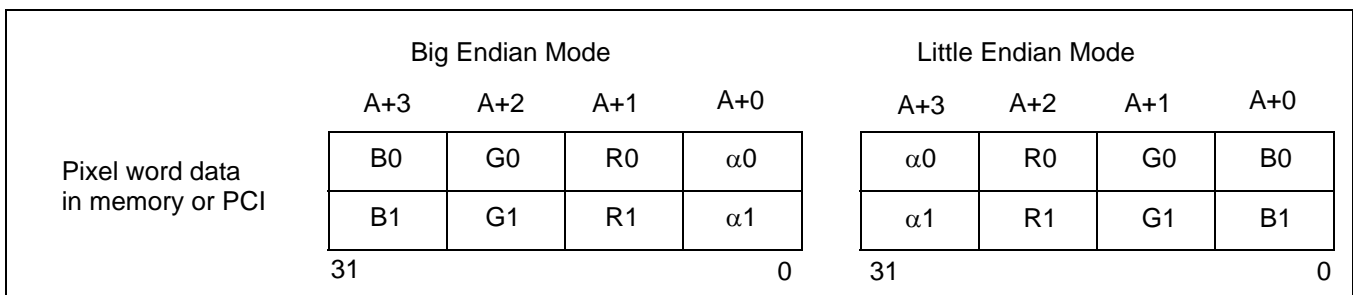 Big Endian Mode Little Endian Mode
A+3 A+2 A+1 A+0 A+3 A+2 A+1 A+0
Pixel word data
in memory or PCI
B0 G0 R0 α0 α0 R0 G0 B0
B1 G1 R1 α1 α1 R1 G1 B1
31 0 31 0